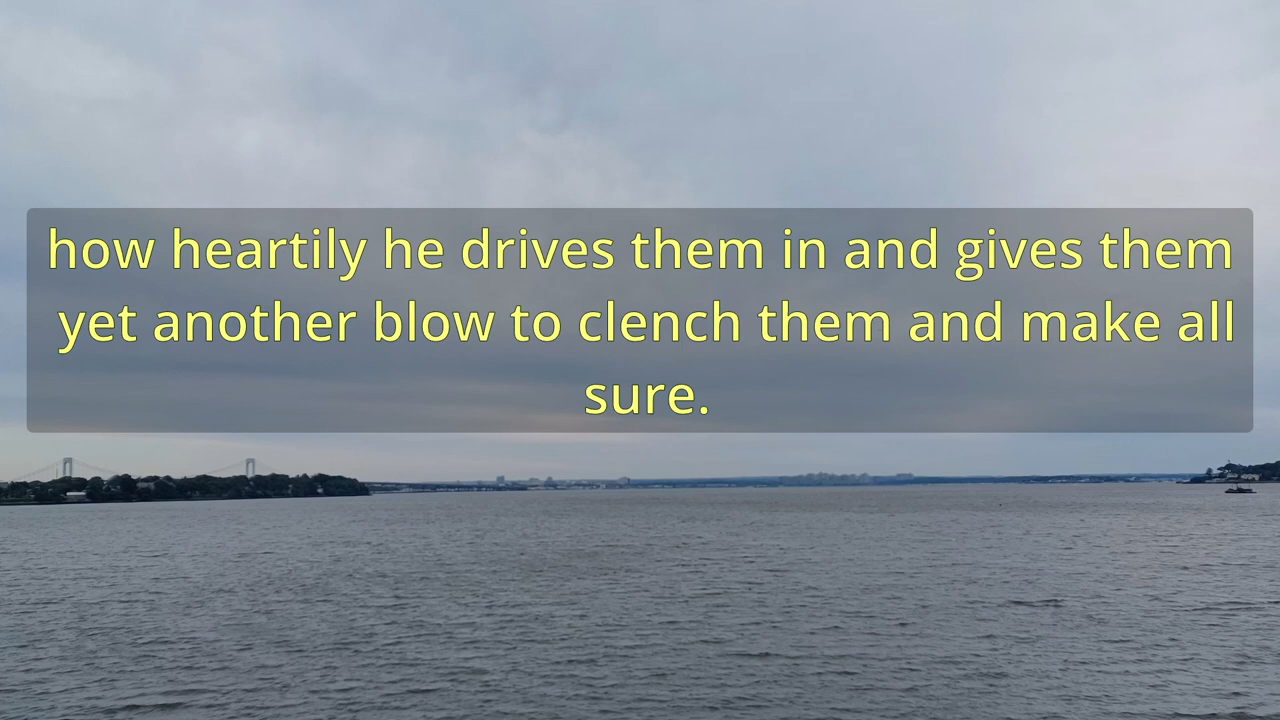 how heartily he drives them in and gives them
yet another blow to clench them and make all
sure.